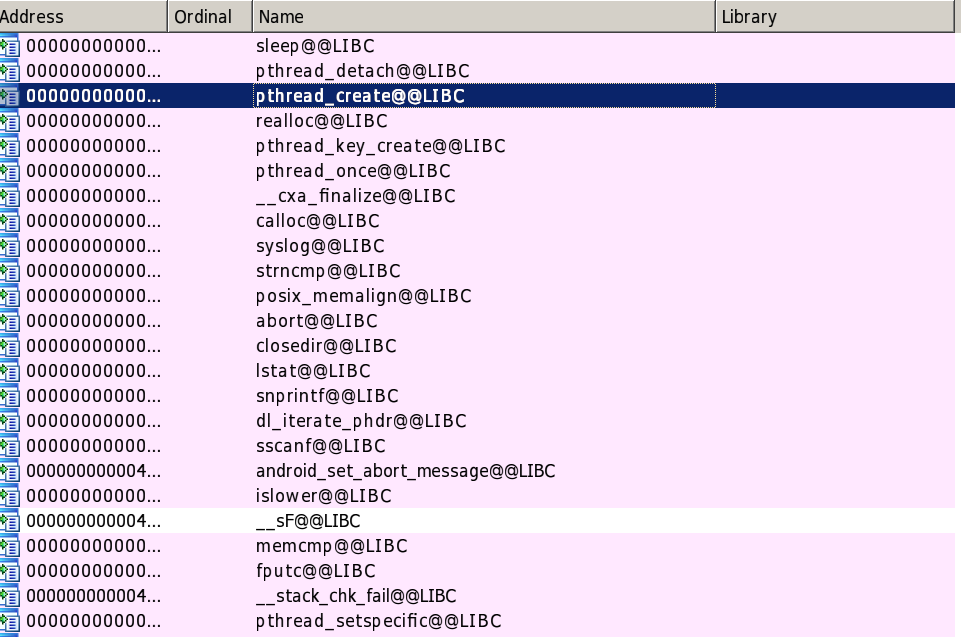 Address Ordinal Name Library
00000000000... sleep@@LIBC
00000000000... pthread_detach@@LIBC
00000000000... pthread_create@@LIBC
00000000000... realloc@@LIBC
00000000000... pthread_key_create@@LIBC
00000000000... pthread_once@@LIBC
00000000000... __cxa_finalize@@LIBC
00000000000... calloc@@LIBC
00000000000... syslog@@LIBC
00000000000... strncmp@@LIBC
00000000000... posix_memalign@@LIBC
00000000000... abort@@LIBC
00000000000... closedir@@LIBC
00000000000... lstat@@LIBC
00000000000... snprintf@@LIBC
00000000000... dl_iterate_phdr@@LIBC
00000000000... sscanf@@LIBC
000000000004... android_set_abort_message@@LIBC
00000000000... islower@@LIBC
000000000004... __sF@@LIBC
00000000000... memcmp@@LIBC
00000000000... fputc@@LIBC
000000000004... __stack_chk_fail@@LIBC
00000000000... pthread_setspecific@@LIBC